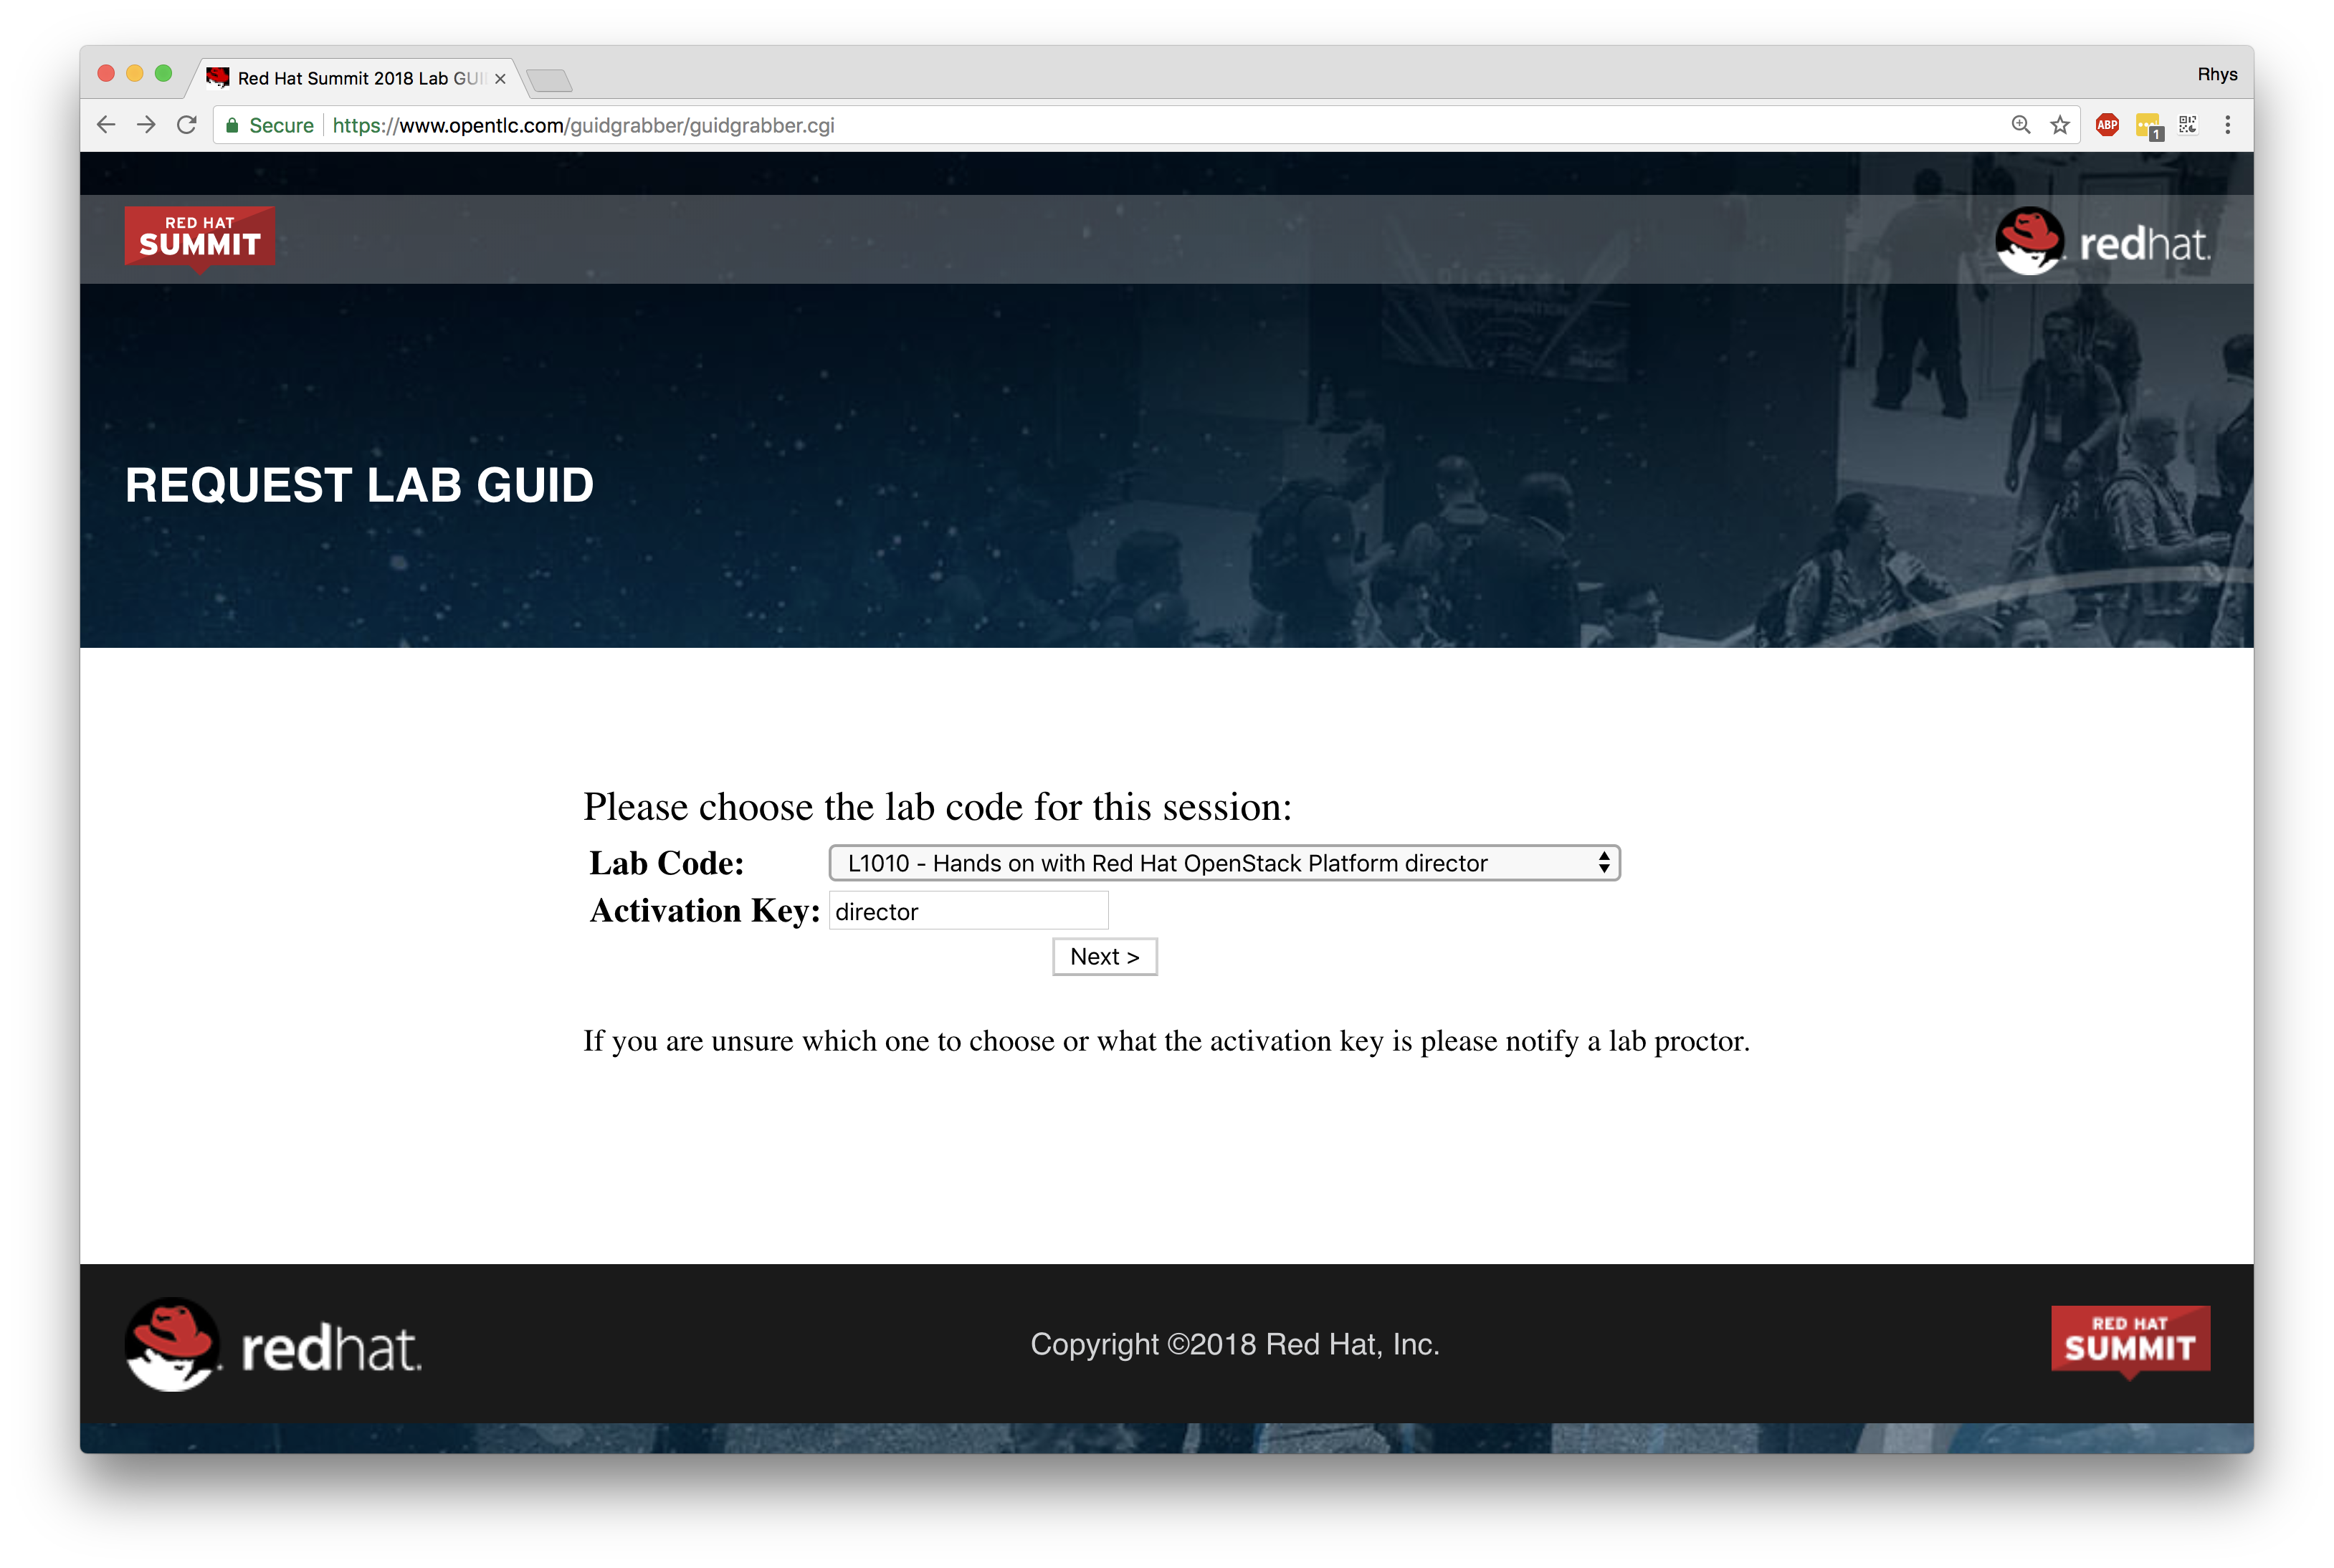 Red Hat Summit 2018 Lab GUI
Rhys
Secure
https://www.opentlc.com/guidgrabber/guidgrabber.cgi
ABP
1
RED HAT
SUMMIT
redhat.
DIGITAL
REQUEST LAB GUID
Please choose the lab code for this session:
Lab Code: L1010 - Hands on with Red Hat OpenStack Platform director
Activation Key: director
Next >
If you are unsure which one to choose or what the activation key is please notify a lab proctor.
redhat.
Copyright ©2018 Red Hat, Inc.
RED HAT
SUMMIT